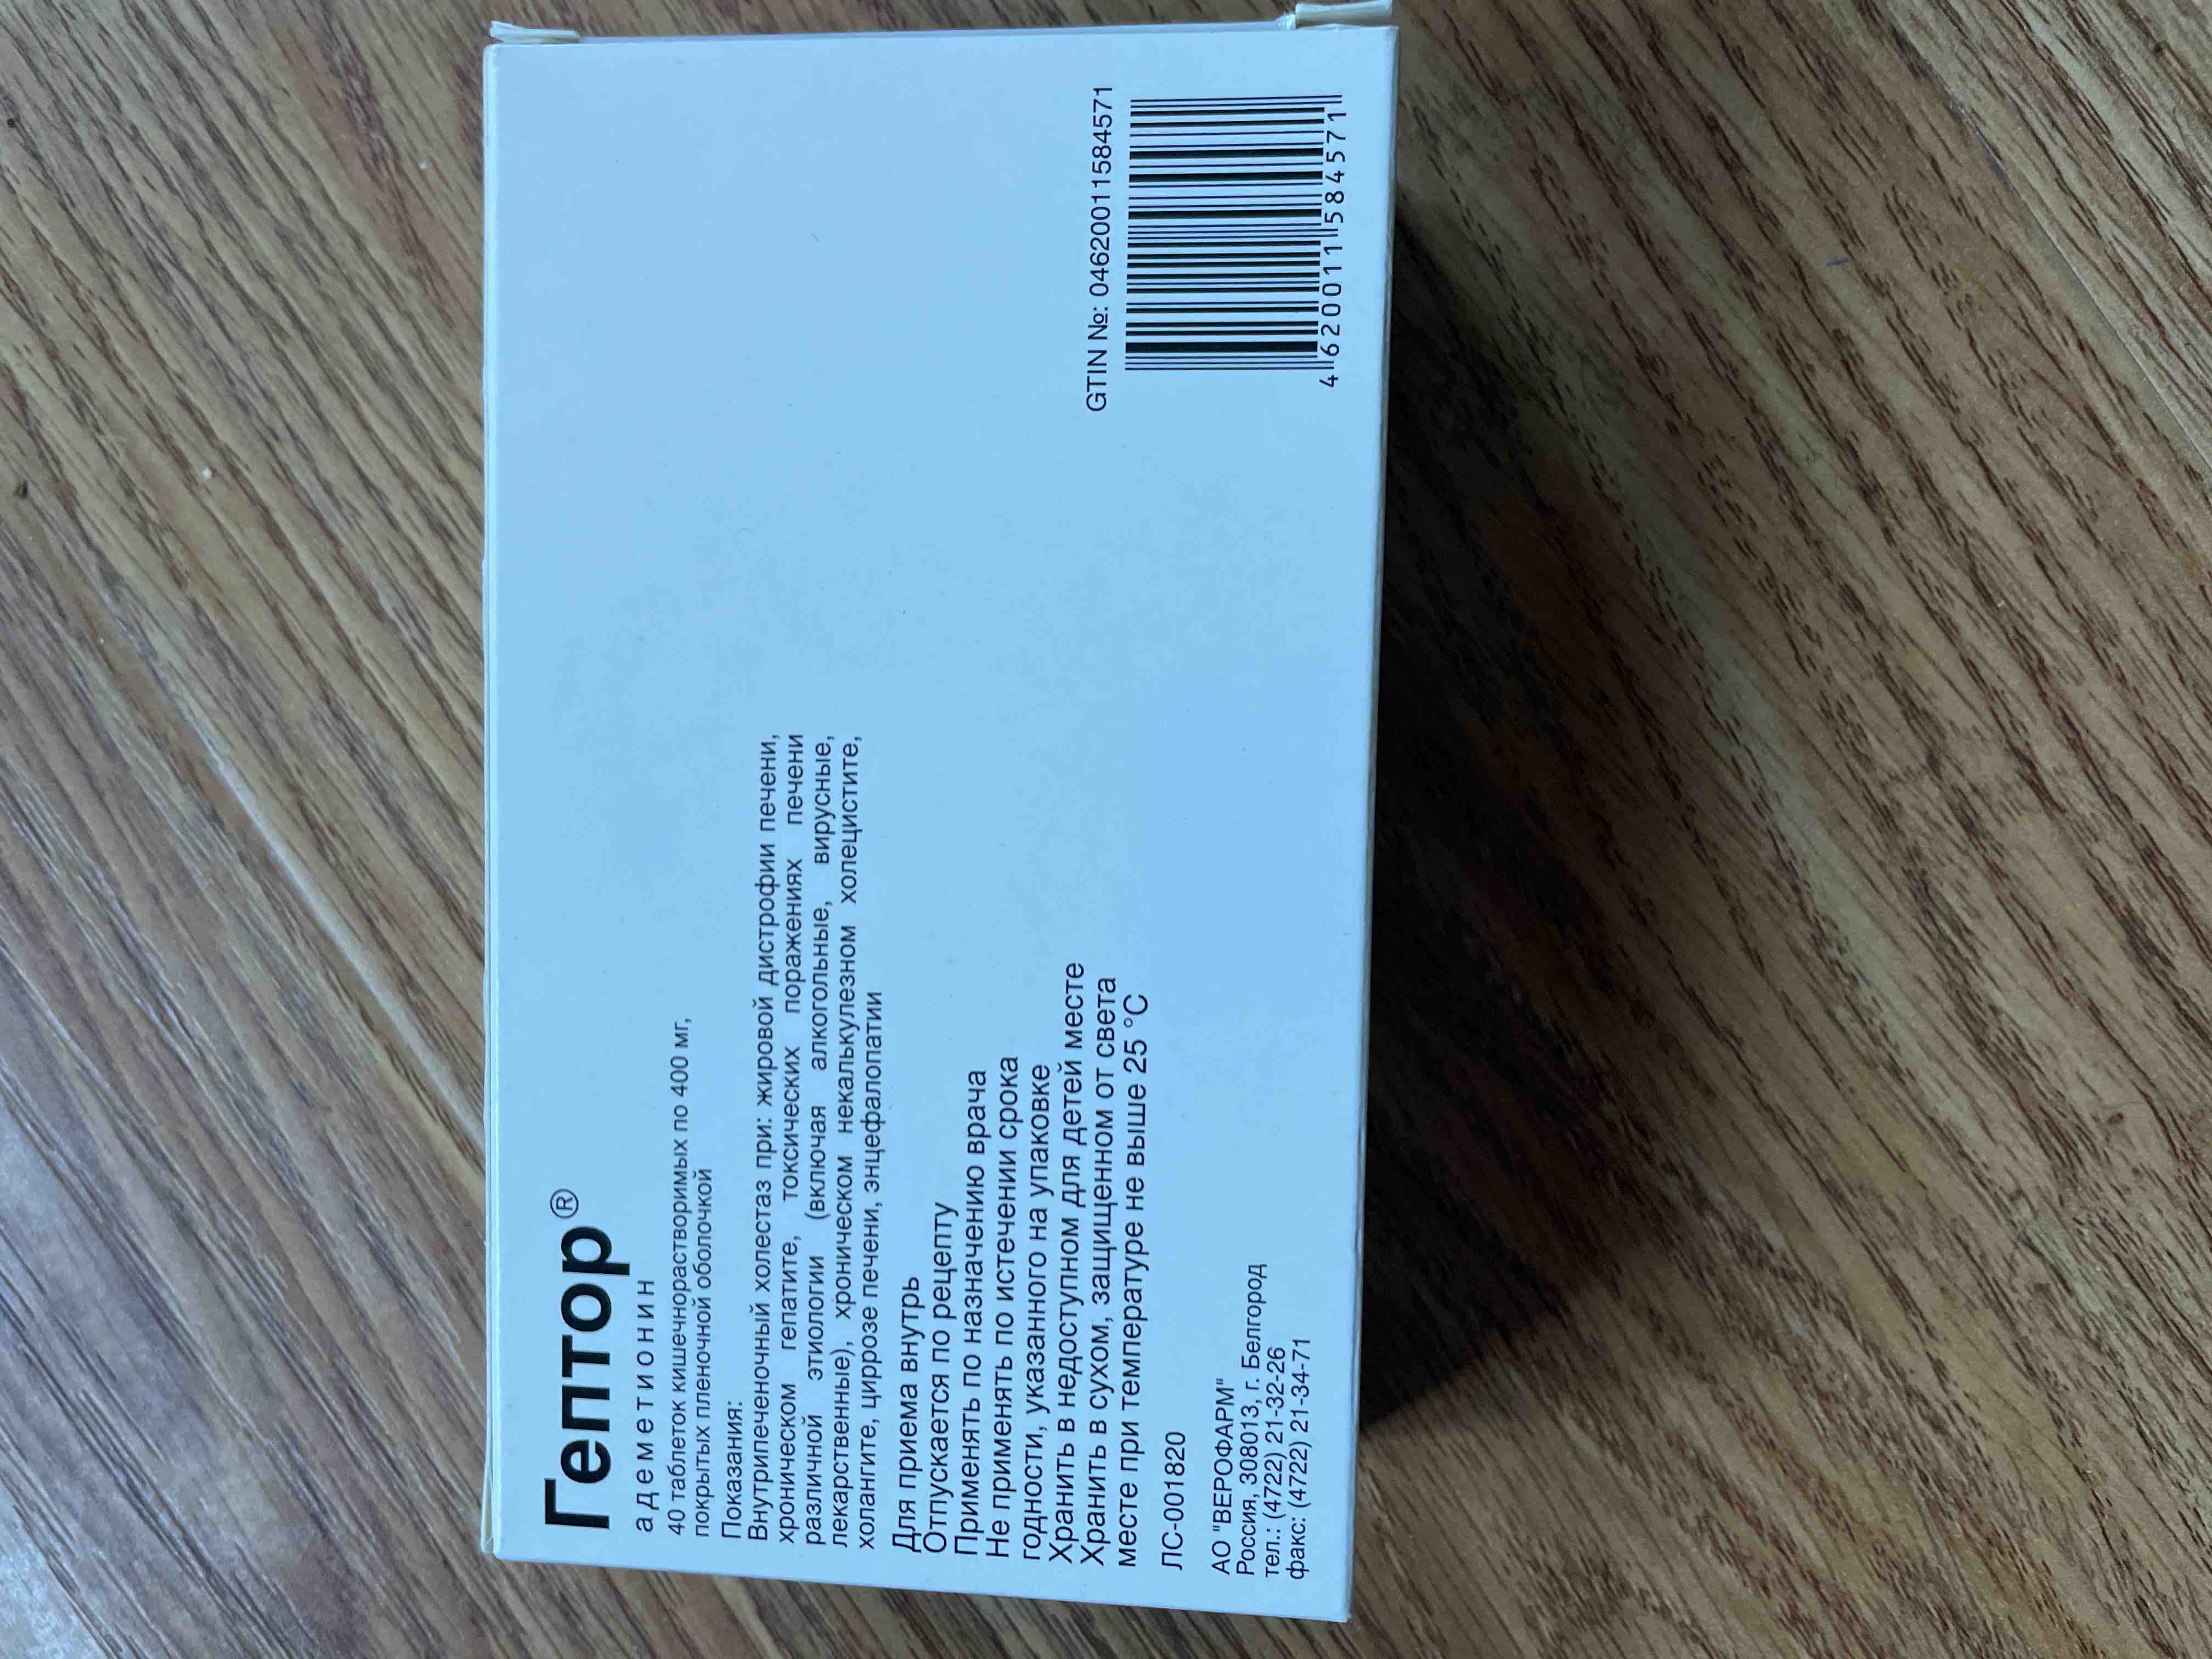 Гептор®
адеметионин
40 таблеток кишечнорастворимых по 400 мг,
покрытых пленочной оболочкой
Показания:
Внутрипеченочный холестаз при: жировой дистрофии печени,
хроническом гепатите, токсических поражениях печени
различной этиологии (включая алкогольные, вирусные,
лекарственные), хроническом некалькулезном холецистите,
холангите, циррозе печени, энцефалопатии
Для приема внутрь
Отпускается по рецепту
Применять по назначению врача
Не применять по истечении срока
годности, указанного на упаковке
Хранить в недоступном для детей месте
Хранить в сухом, защищенном от света
месте при температуре не выше 25 °C
ЛС-001820
АО "ВЕРОФАРМ"
Россия, 308013, г. Белгород
тел.: (4722) 21-32-26
факс: (4722) 21-34-71
GTIN №: 04620011584571
4 620011 584571